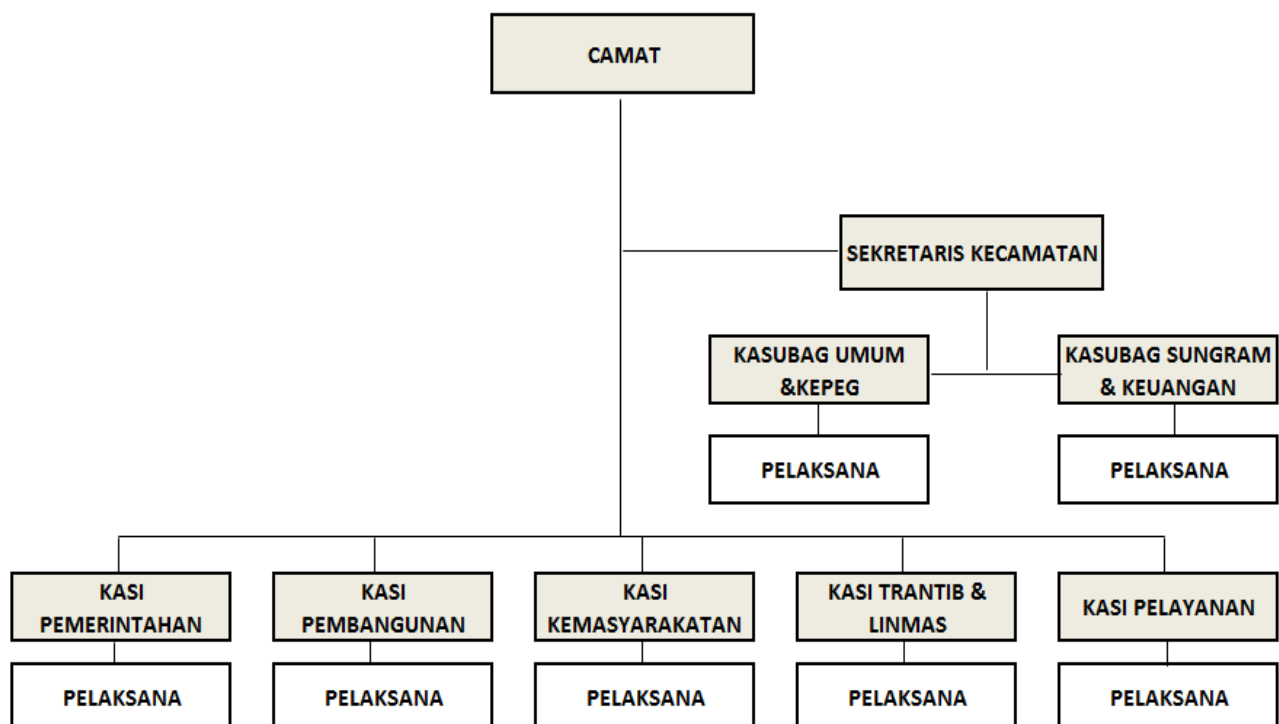 CAMAT
SEKRETARIS KECAMATAN
KASUBAG UMUM
&KEPEG
KASUBAG SUNGRAM
& KEUANGAN
PELAKSANA
PELAKSANA
KASI
PEMERINTAHAN
KASI
PEMBANGUNAN
KASI
KEMASYARAKATAN
KASI TRANTIB &
LINMAS
KASI PELAYANAN
PELAKSANA
PELAKSANA
PELAKSANA
PELAKSANA
PELAKSANA